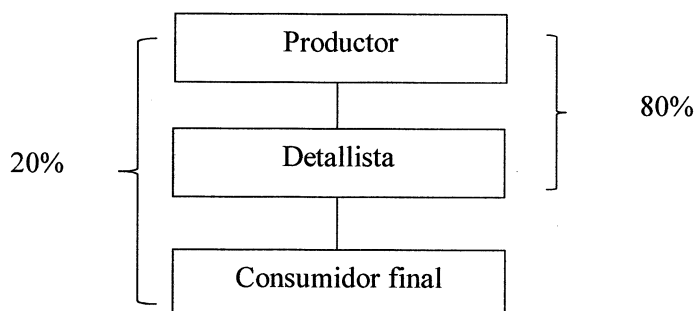 Productor
80%
Detallista
20%
Consumidor final